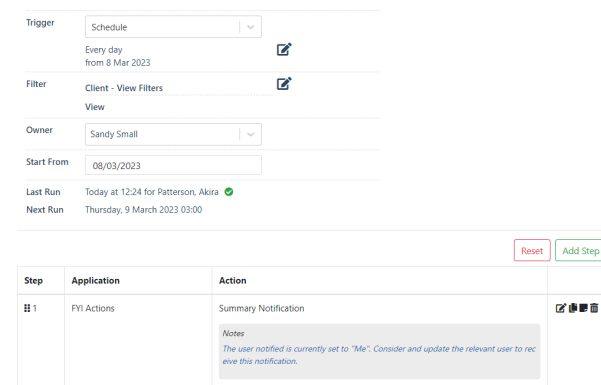 Trigger
Schedule
Every day
from 8 Mar 2023
Filter
Client - View Filters
View
Owner
Sandy Small
Start From
08/03/2023
Last Run Today at 12:24 for Patterson, Akira
Next Run Thursday, 9 March 2023 03:00
Reset Add Step
Step Application Action
1 FYI Actions Summary Notification
Notes
The user notified is currently set to "Me". Consider and update the relevant user to rec
eive this notification.